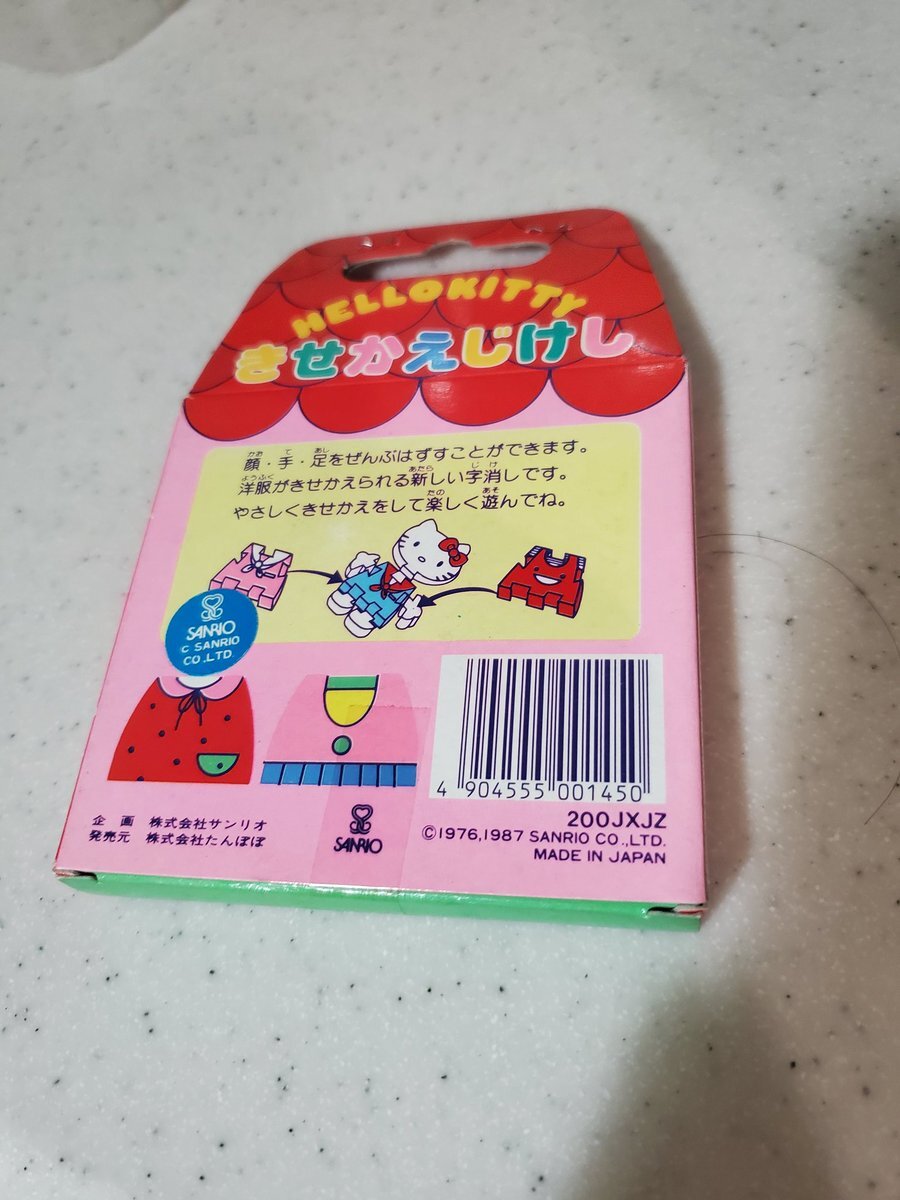 HELLO KITTY
きせかえじけし
顔・手・足をぜんぶはずすことができます。
洋服がきせかえられる新しい字消しです。
やさしくきせかえをして楽しく遊んでね。
SANRIO
C SANRIO
CO.,LTD.
4 904555 001450
企画 株式会社サンリオ
発売元 株式会社たんぽぽ
SANRIO
200JXJZ
©1976,1987 SANRIO CO.,LTD.
MADE IN JAPAN